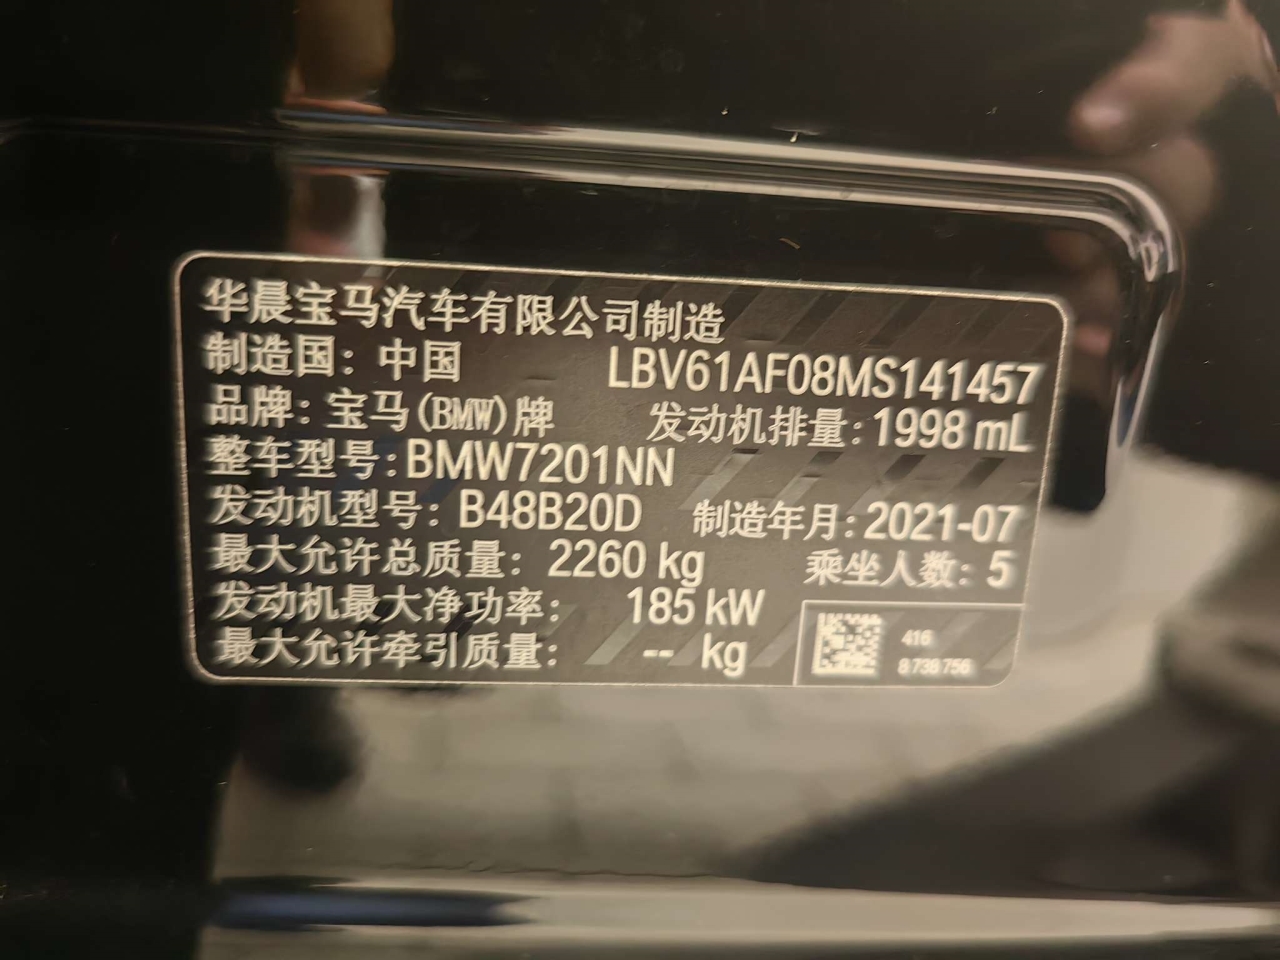 华晨宝马汽车有限公司制造
制造国：中国 LBV61AF08MS141457
品牌：宝马(BMW)牌 发动机排量：1998 mL
整车型号：BMW7201NN
发动机型号：B48B20D 制造年月：2021-07
最大允许总质量：2260 kg 乘坐人数：5
发动机最大净功率：185 kW
最大允许牵引质量：-- kg
416
8 738 756